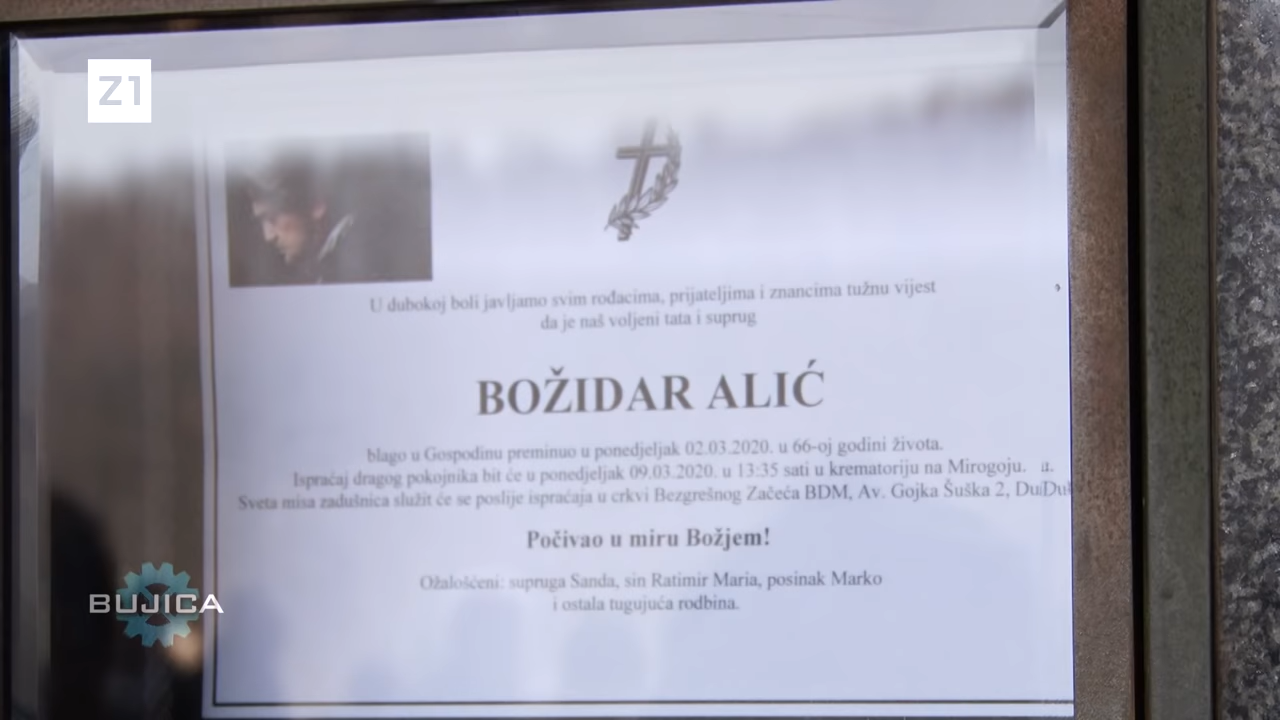 Z1
U dubokoj boli javljamo svim rođacima, prijateljima i znancima tužnu vijest
da je naš voljeni tata i suprug
BOŽIDAR ALIĆ
blago u Gospodinu preminuo u ponedjeljak 02.03.2020. u 66-oj godini života.
Ispraćaj dragog pokojnika bit će u ponedjeljak 09.03.2020. u 13:35 sati u krematoriju na Mirogoju.
Sveta misa zadušnica služit će se poslije ispraćaja u crkvi Bezgrešnog Začeća BDM, Av. Gojka Šuška 2,
Počivao u miru Božjem!
Ožalošćeni: supruga Sanda, sin Ratimir Maria, posinak Marko
i ostala tugujuća rodbina.
BUJICA